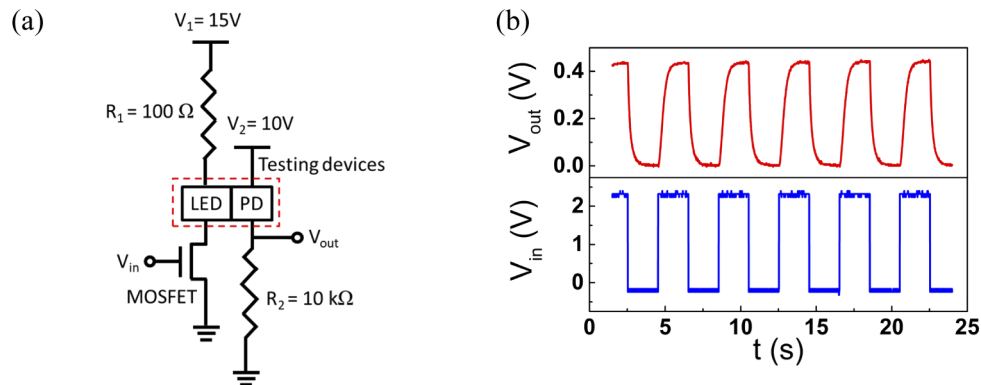 (a)
V₁= 15V
R₁ = 100 Ω
V₂= 10V
Testing devices
LED PD
Vout
Vin
MOSFET
R₂ = 10 kΩ
(b)
Vout (V)
0.4
0.2
0.0
Vin (V)
2
1
0
0 5 10 15 20 25
t (s)